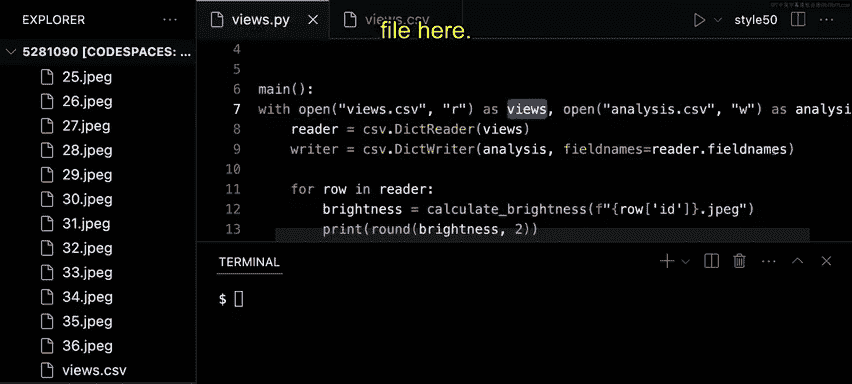 EXPLORER
views.py
views.csv
style50
file here.
5281090 [CODESPACES: ...
25.jpeg
26.jpeg
27.jpeg
28.jpeg
29.jpeg
30.jpeg
31.jpeg
32.jpeg
33.jpeg
34.jpeg
35.jpeg
36.jpeg
views.csv
4
5
6 main():
7 with open("views.csv", "r") as views, open("analysis.csv", "w") as analysi
8 reader = csv.DictReader(views)
9 writer = csv.DictWriter(analysis, fieldnames=reader.fieldnames)
10
11 for row in reader:
12 brightness = calculate_brightness(f"{row['id']}.jpeg")
13 print(round(brightness, 2))
TERMINAL
$